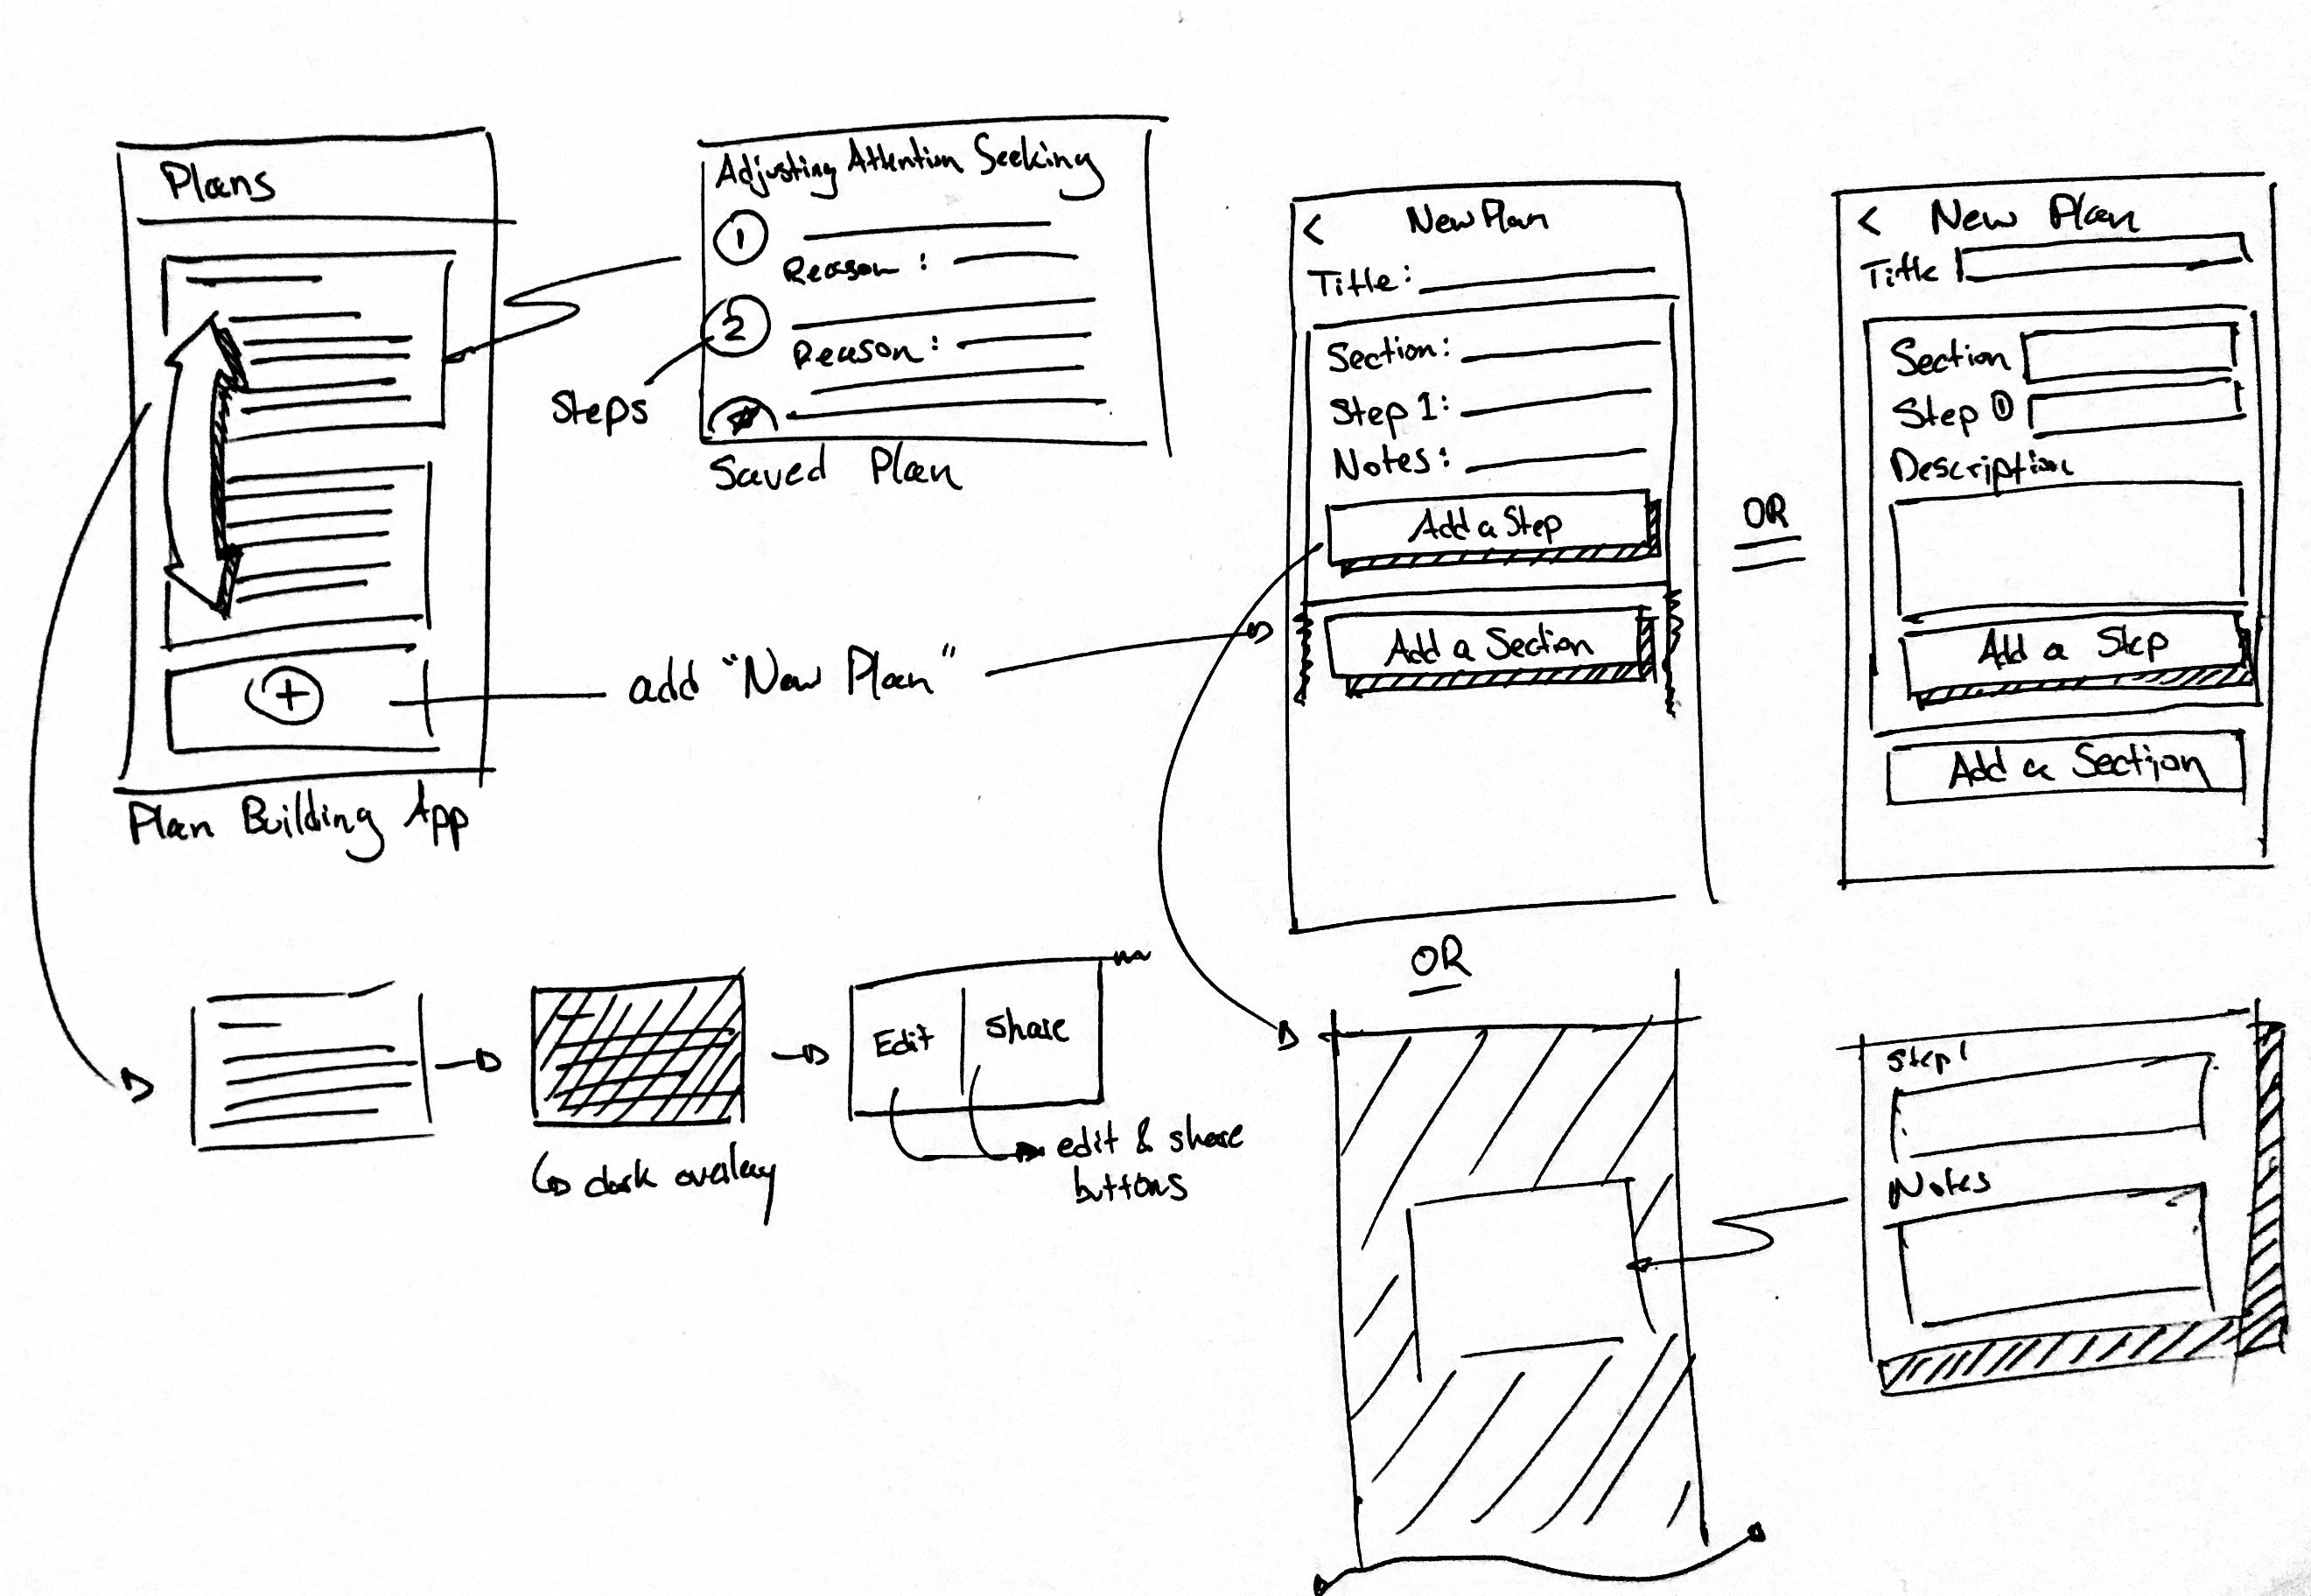 Plans
Plan Building App
Adjusting Attention Seeking
1
Reason :
2
Reason :
Steps
Saved Plan
add "New Plan"
< New Plan
Title :
Section :
Step 1:
Notes :
Add a Step
Add a Section
OR
< New Plan
Title
Section
Step 1
Description
Add a Step
Add a Section
dark overlay
Edit
Share
edit & share
buttons
OR
Step 1
Notes